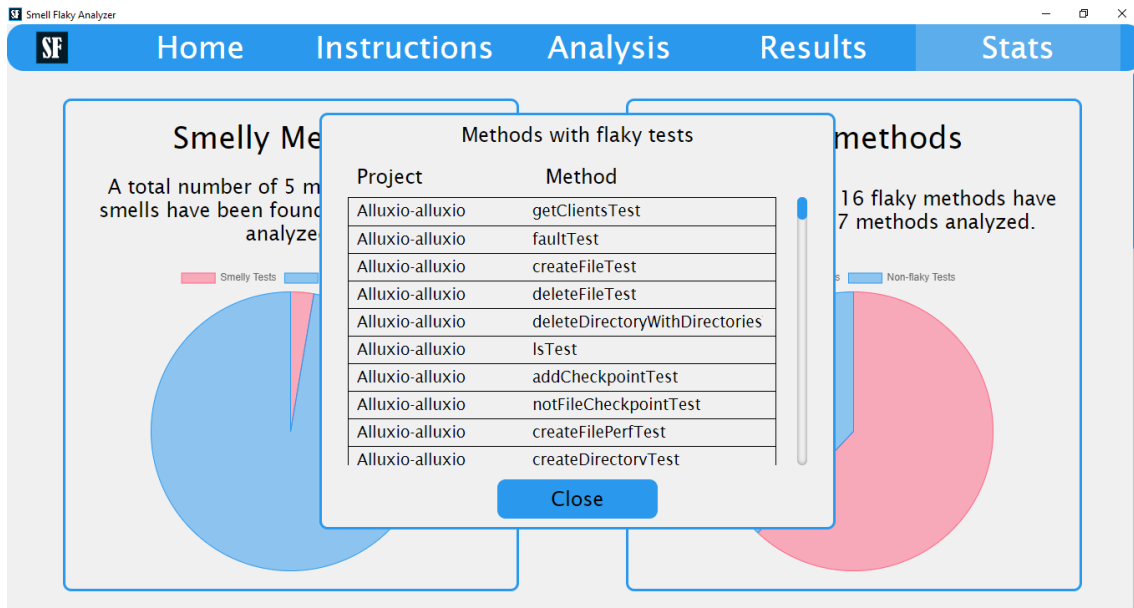 SF Smell Flaky Analyzer
SF Home Instructions Analysis Results Stats
Smelly Me
A total number of 5 m
smells have been found
analyze
Smelly Tests
methods
16 flaky methods have
7 methods analyzed.
s Non-flaky Tests
Methods with flaky tests
Project Method
Alluxio-alluxio getClientsTest
Alluxio-alluxio faultTest
Alluxio-alluxio createFileTest
Alluxio-alluxio deleteFileTest
Alluxio-alluxio deleteDirectoryWithDirectories
Alluxio-alluxio lsTest
Alluxio-alluxio addCheckpointTest
Alluxio-alluxio notFileCheckpointTest
Alluxio-alluxio createFilePerfTest
Alluxio-alluxio createDirectoryTest
Close